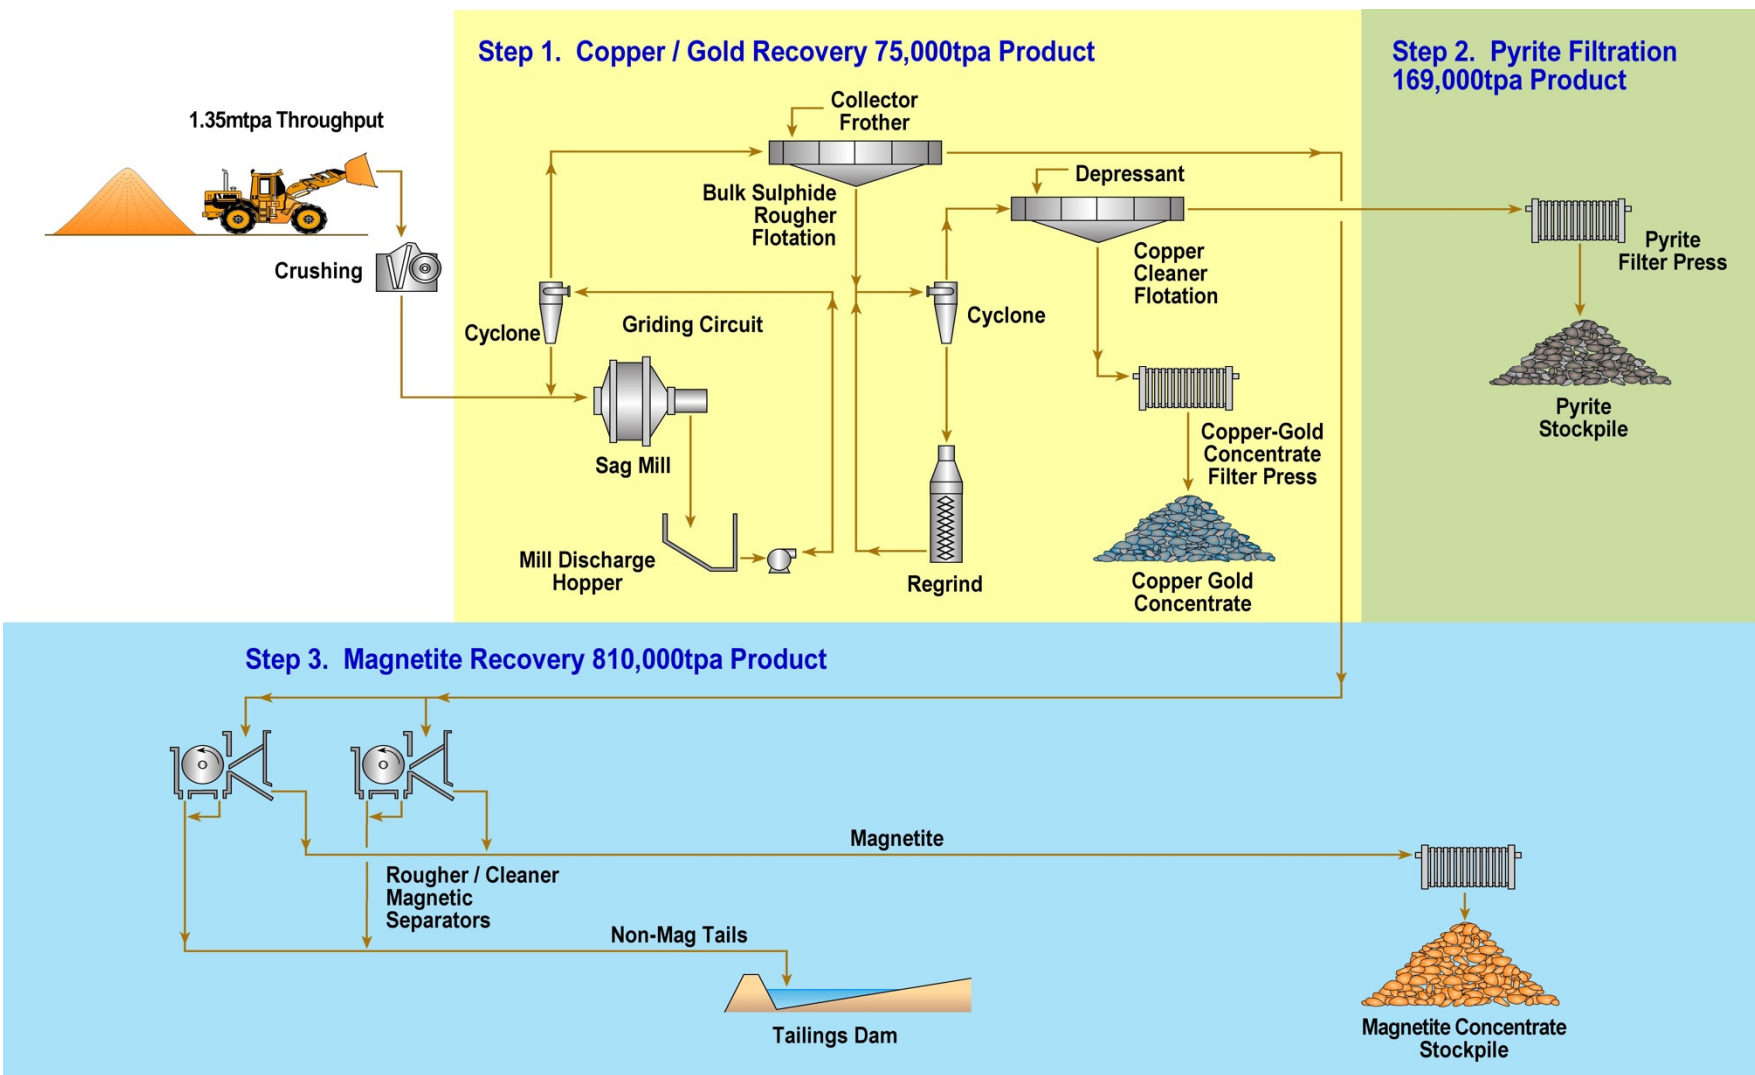 Step 1.  Copper / Gold Recovery 75,000tpa Product
Step 2.  Pyrite Filtration
169,000tpa Product
1.35mtpa Throughput
Collector
Frother
Crushing
Bulk Sulphide
Rougher
Flotation
Depressant
Copper
Cleaner
Flotation
Pyrite
Filter Press
Cyclone
Griding Circuit
Cyclone
Sag Mill
Copper-Gold
Concentrate
Filter Press
Pyrite
Stockpile
Mill Discharge
Hopper
Regrind
Copper Gold
Concentrate
Step 3.  Magnetite Recovery 810,000tpa Product
Magnetite
Rougher / Cleaner
Magnetic
Separators
Non-Mag Tails
Tailings Dam
Magnetite Concentrate
Stockpile